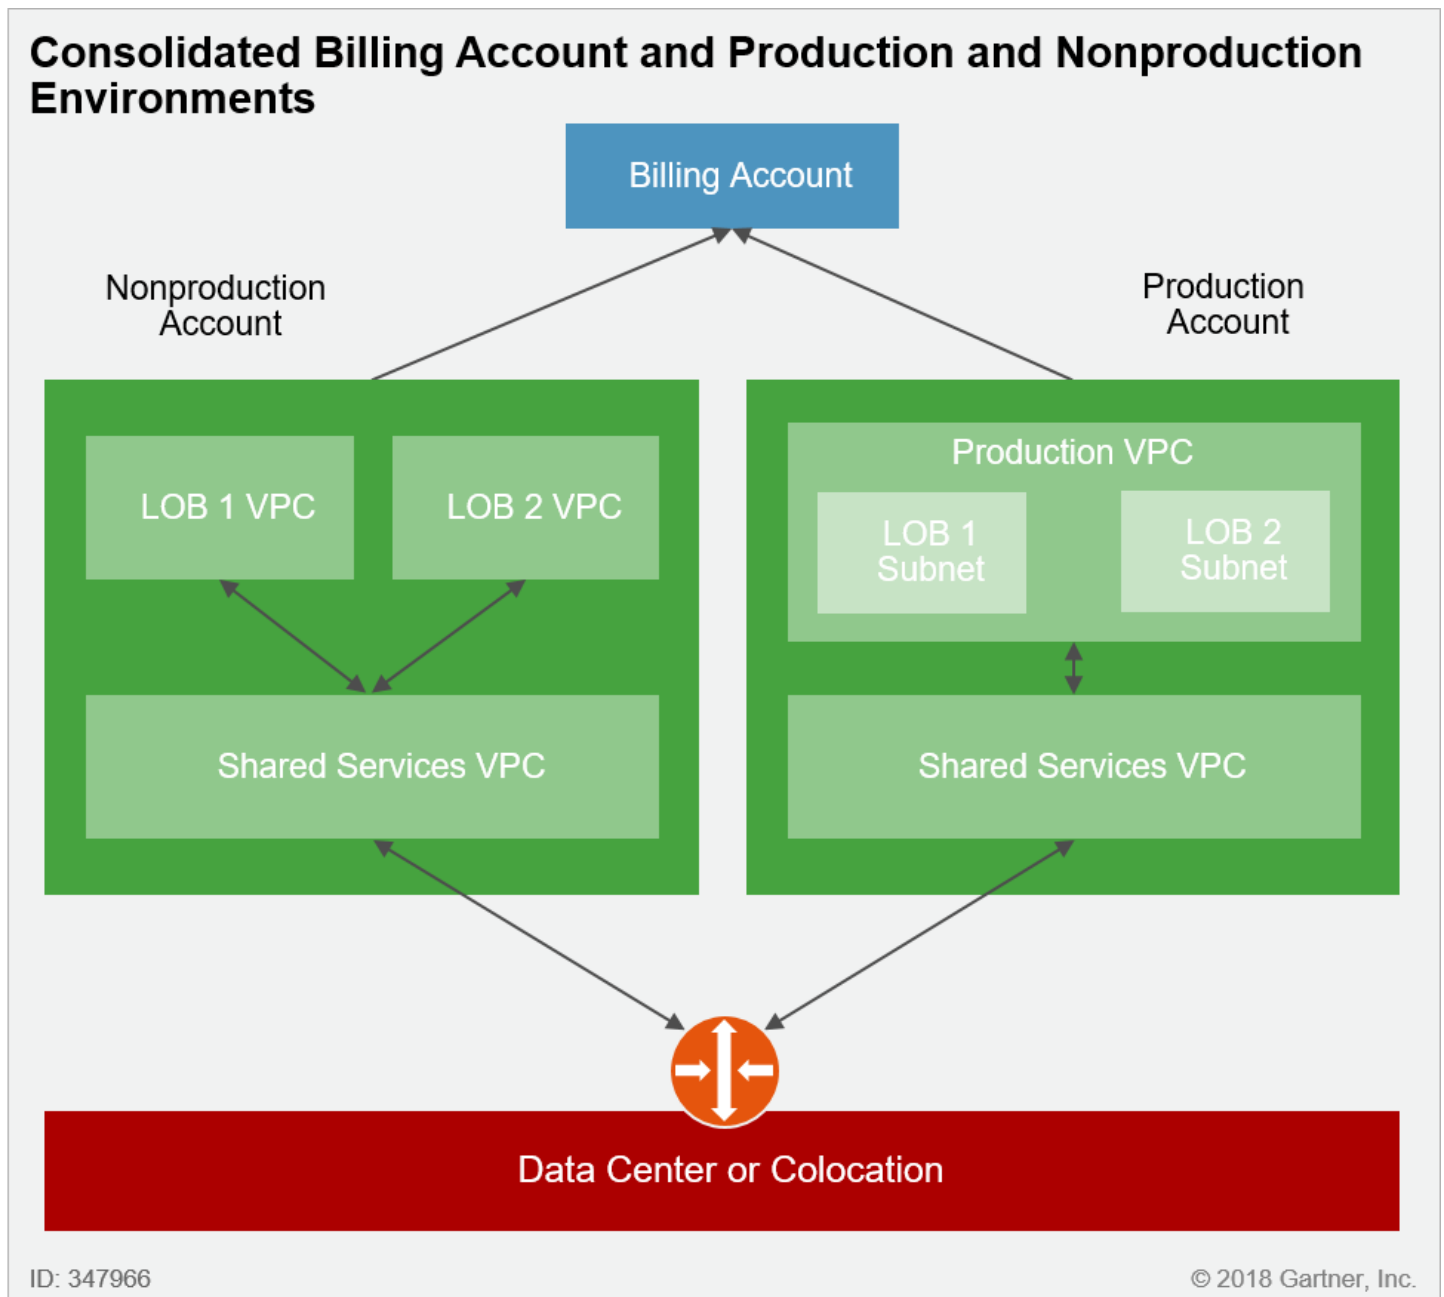 Consolidated Billing Account and Production and Nonproduction
Environments
Billing Account
Nonproduction
Account
Production
Account
LOB 1 VPC
LOB 2 VPC
Shared Services VPC
Production VPC
LOB 1
Subnet
LOB 2
Subnet
Shared Services VPC
Data Center or Colocation
ID: 347966
© 2018 Gartner, Inc.